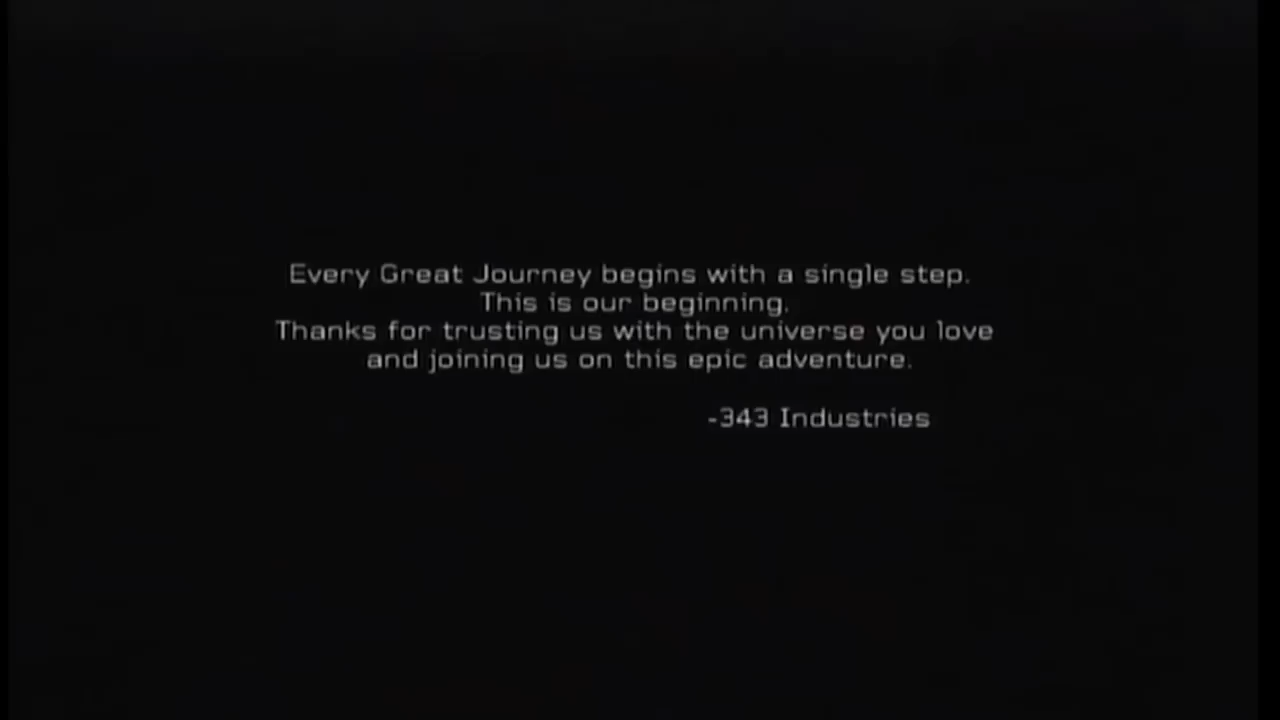 Every Great Journey begins with a single step.
This is our beginning.
Thanks for trusting us with the universe you love
and joining us on this epic adventure.
-343 Industries